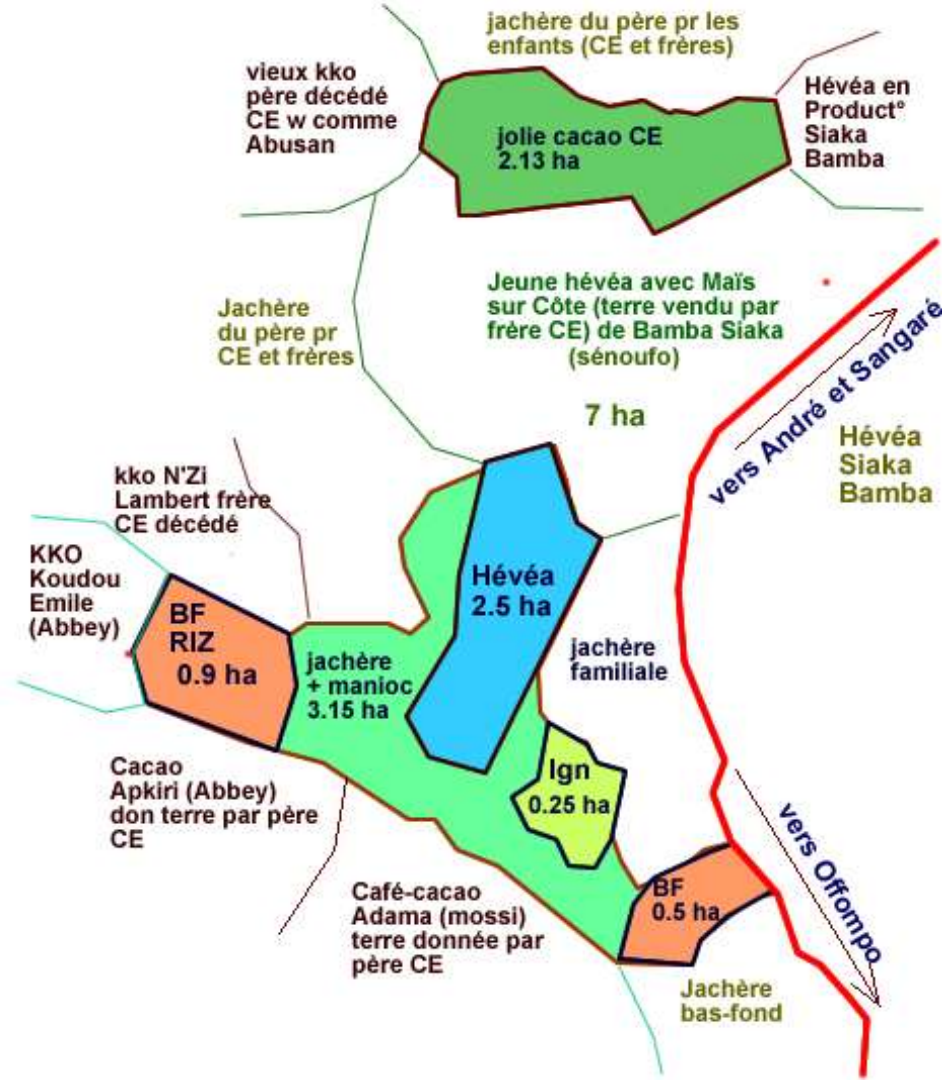 jachère du père pr les
enfants (CE et frères)
vieux kko
père décédé
CE w comme
Abusan
jolie cacao CE
2.13 ha
Hévéa en
Product°
Siaka
Bamba
Jachère
du père pr
CE et frères
Jeune hévéa avec Maïs
sur Côte (terre vendu par
frère CE) de Bamba Siaka
(sénoufo)
7 ha
vers André et Sangaré
Hévéa
Siaka
Bamba
kko N'Zi
Lambert frère
CE décédé
KKO
Koudou
Emile
(Abbey)
BF
RIZ
0.9 ha
jachère
+ manioc
3.15 ha
Hévéa
2.5 ha
jachère
familiale
Ign
0.25 ha
Cacao
Apkiri (Abbey)
don terre par père
CE
Café-cacao
Adama (mossi)
terre donnée par
père CE
BF
0.5 ha
vers Offompo
Jachère
bas-fond